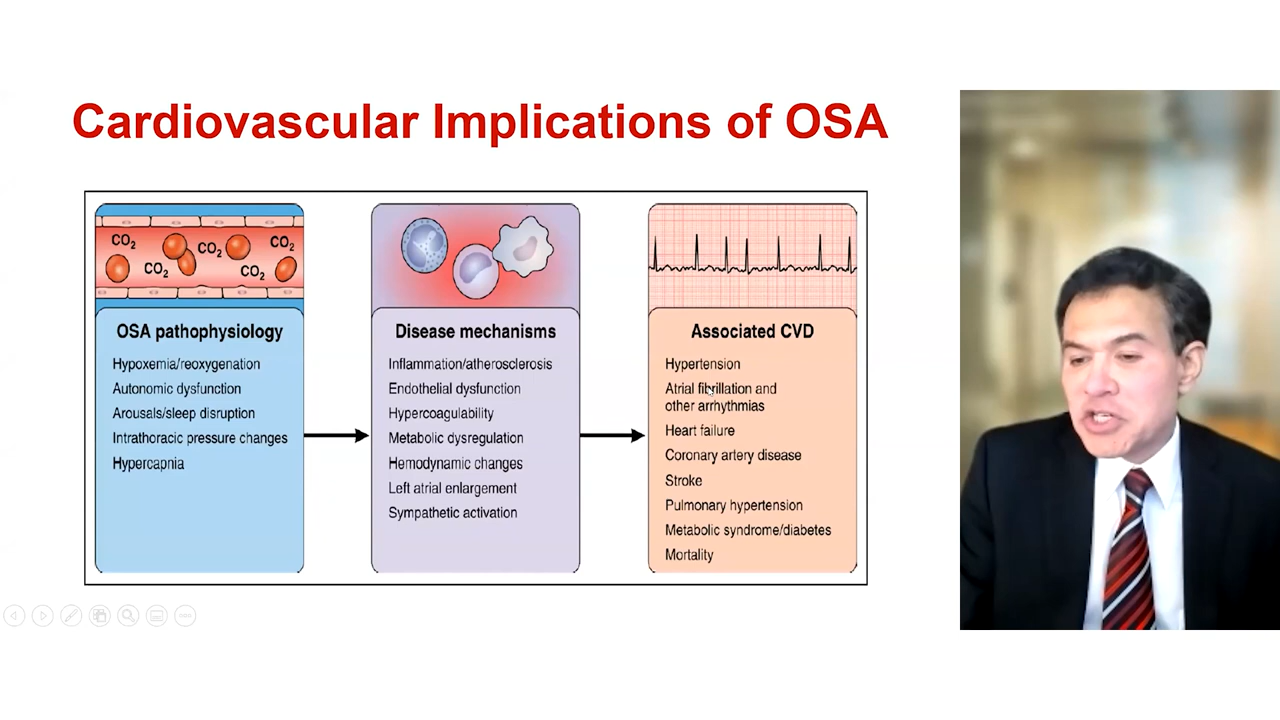 Cardiovascular Implications of OSA
CO2
CO2
CO2
CO2
CO2
OSA pathophysiology
Hypoxemia/reoxygenation
Autonomic dysfunction
Arousals/sleep disruption
Intrathoracic pressure changes
Hypercapnia
Disease mechanisms
Inflammation/atherosclerosis
Endothelial dysfunction
Hypercoagulability
Metabolic dysregulation
Hemodynamic changes
Left atrial enlargement
Sympathetic activation
Associated CVD
Hypertension
Atrial fibrillation and
other arrhythmias
Heart failure
Coronary artery disease
Stroke
Pulmonary hypertension
Metabolic syndrome/diabetes
Mortality